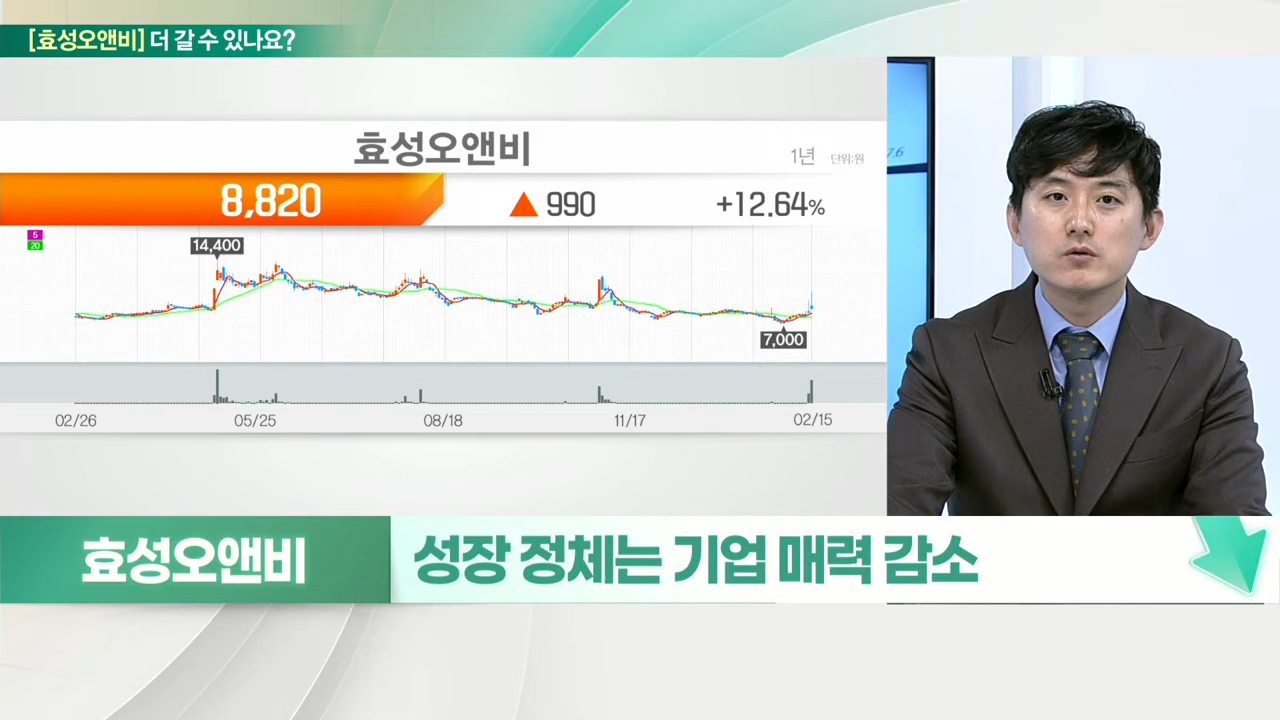 [효성오앤비] 더 갈 수 있나요?
효성오앤비
1년 단위:원
8,820 ▲ 990 +12.64%
5
20
14,400
7,000
02/26 05/25 08/18 11/17 02/15
7.6
효성오앤비 성장 정체는 기업 매력 감소